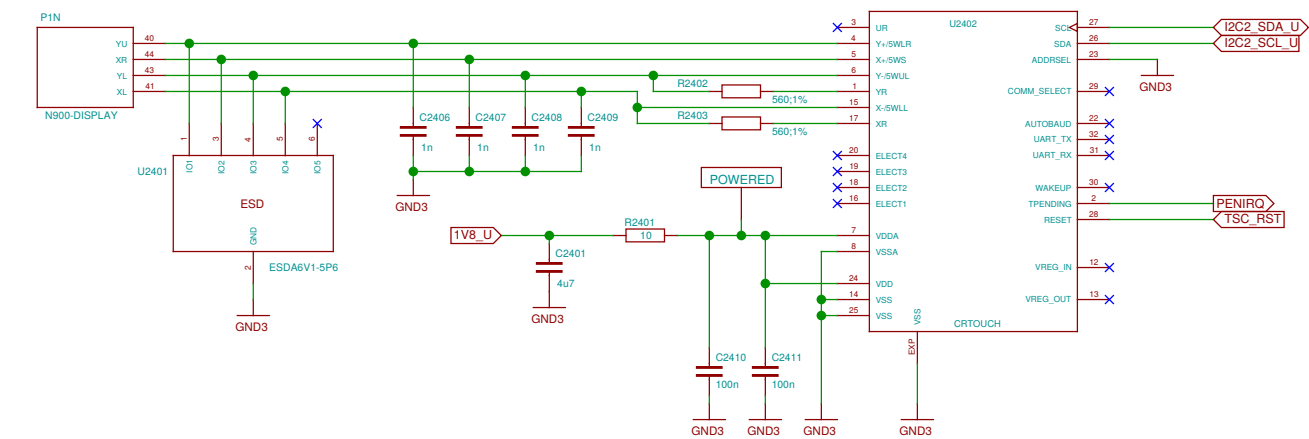 P1N
YU 40
XR 44
YL 43
XL 41
N900-DISPLAY
U2401
1 3 4 5 6
IO1 IO2 IO3 IO4 IO5
ESD
GND
2
ESDA6V1-5P6
GND3
C2406 C2407 C2408 C2409
1n 1n 1n 1n
GND3
R2402
560;1%
R2403
560;1%
POWERED
1V8_U
R2401
10
C2401
4u7
GND3
C2410
100n
GND3
C2411
100n
GND3
GND3
U2402
3 UR
4 Y+/5WLR
5 X+/5WS
6 Y-/5WUL
1 YR
15 X-/5WLL
17 XR
20 ELECT4
19 ELECT3
18 ELECT2
16 ELECT1
7 VDDA
8 VSSA
24 VDD
14 VSS
25 VSS
SCL 27
SDA 26
ADDRSEL 23
COMM_SELECT 29
AUTOBAUD 22
UART_TX 32
UART_RX 31
WAKEUP 30
TPENDING 2
RESET 28
VREG_IN 12
VREG_OUT 13
VSS
CRTOUCH
EXP
GND3
I2C2_SDA_U
I2C2_SCL_U
GND3
PENIRQ
TSC_RST